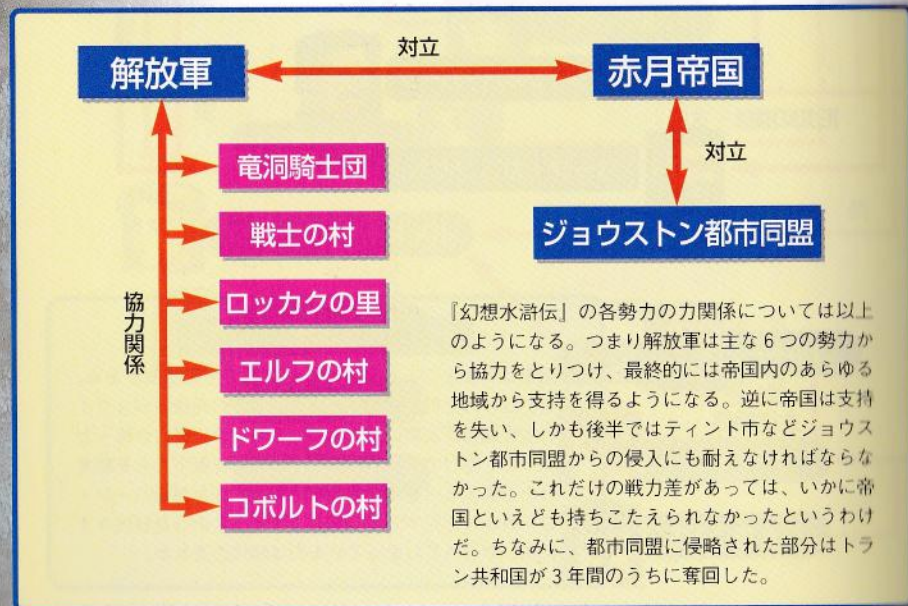 解放軍
対立
赤月帝国
対立
ジョウストン都市同盟
竜洞騎士団
戦士の村
ロッカクの里
エルフの村
ドワーフの村
コボルトの村
協力関係
『幻想水滸伝』の各勢力の力関係については以上
のようになる。つまり解放軍は主な6つの勢力か
ら協力をとりつけ、最終的には帝国内のあらゆる
地域から支持を得るようになる。逆に帝国は支持
を失い、しかも後半ではティント市などジョウス
トン都市同盟からの侵入にも耐えなければならな
かった。これだけの戦力差があっては、いかに帝
国といえども持ちこたえられなかったというわけ
だ。ちなみに、都市同盟に侵略された部分はトラ
ン共和国が3年間のうちに奪回した。